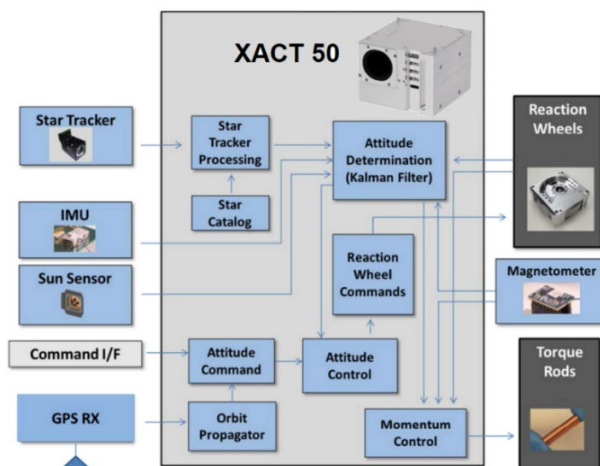 XACT 50
Star Tracker
Star
Tracker
Processing
Attitude
Determination
(Kalman Filter)
Reaction
Wheels
Star
Catalog
IMU
Sun Sensor
Reaction
Wheel
Commands
Magnetometer
Command I/F
Attitude
Command
Attitude
Control
Torque
Rods
GPS RX
Orbit
Propagator
Momentum
Control